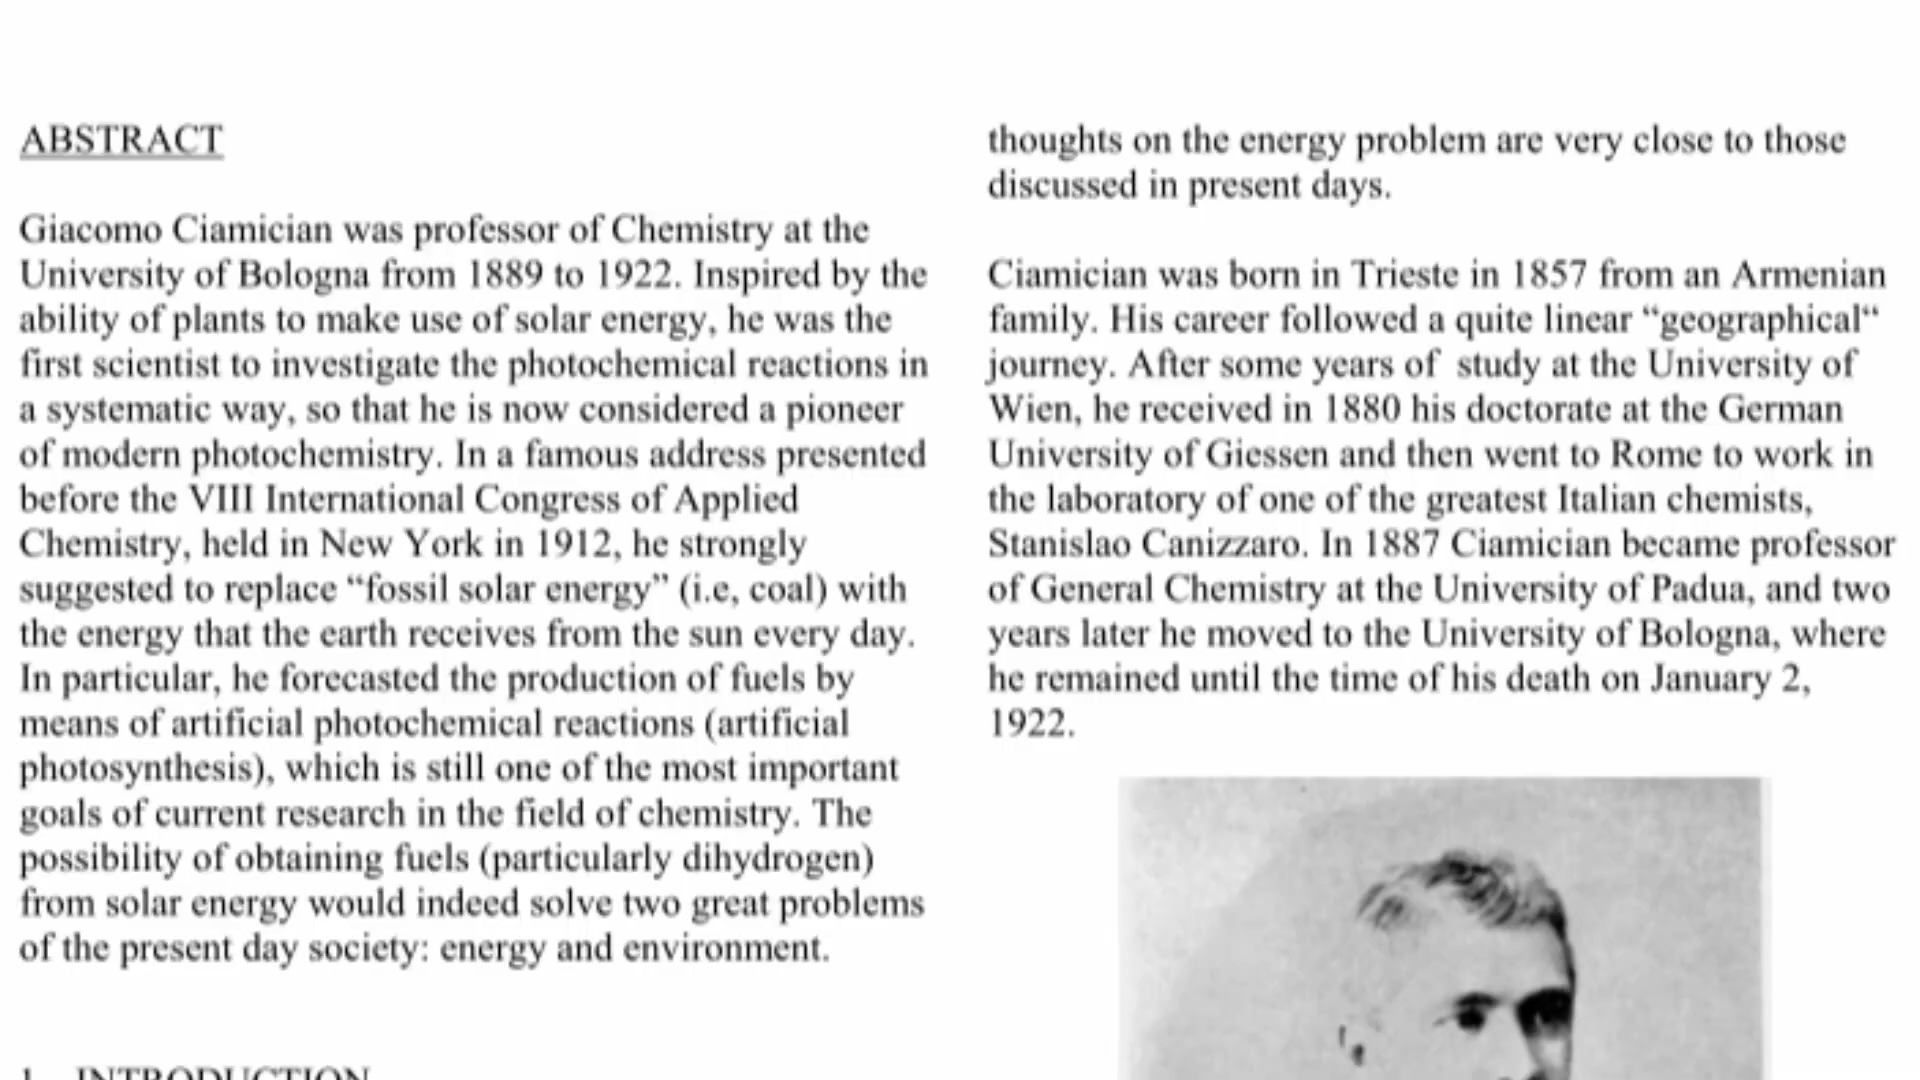 ABSTRACT
Giacomo Ciamician was professor of Chemistry at the
University of Bologna from 1889 to 1922. Inspired by the
ability of plants to make use of solar energy, he was the
first scientist to investigate the photochemical reactions in
a systematic way, so that he is now considered a pioneer
of modern photochemistry. In a famous address presented
before the VIII International Congress of Applied
Chemistry, held in New York in 1912, he strongly
suggested to replace “fossil solar energy” (i.e, coal) with
the energy that the earth receives from the sun every day.
In particular, he forecasted the production of fuels by
means of artificial photochemical reactions (artificial
photosynthesis), which is still one of the most important
goals of current research in the field of chemistry. The
possibility of obtaining fuels (particularly dihydrogen)
from solar energy would indeed solve two great problems
of the present day society: energy and environment.
1. INTRODUCTION
thoughts on the energy problem are very close to those
discussed in present days.
Ciamician was born in Trieste in 1857 from an Armenian
family. His career followed a quite linear “geographical“
journey. After some years of study at the University of
Wien, he received in 1880 his doctorate at the German
University of Giessen and then went to Rome to work in
the laboratory of one of the greatest Italian chemists,
Stanislao Canizzaro. In 1887 Ciamician became professor
of General Chemistry at the University of Padua, and two
years later he moved to the University of Bologna, where
he remained until the time of his death on January 2,
1922.